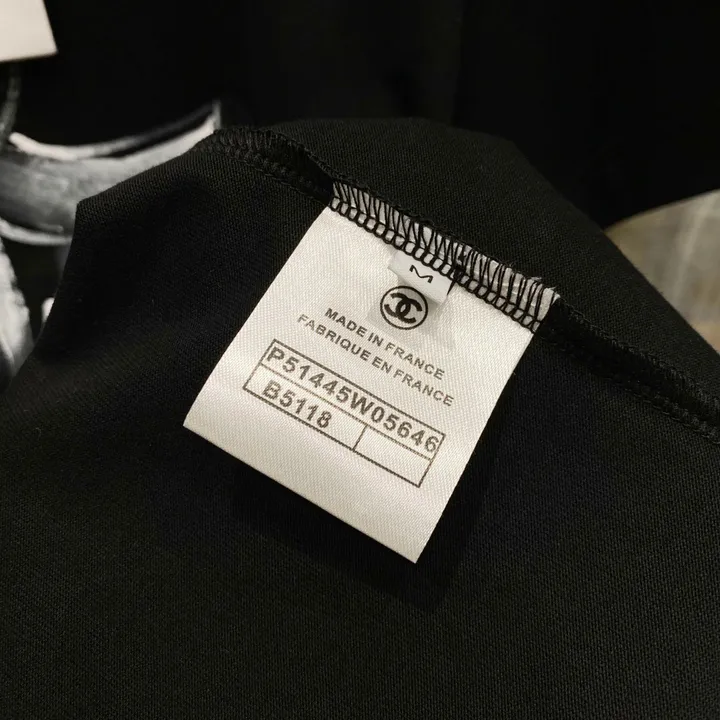 M
MADE IN FRANCE
FABRIQUE EN FRANCE
P51445W05646
B5118